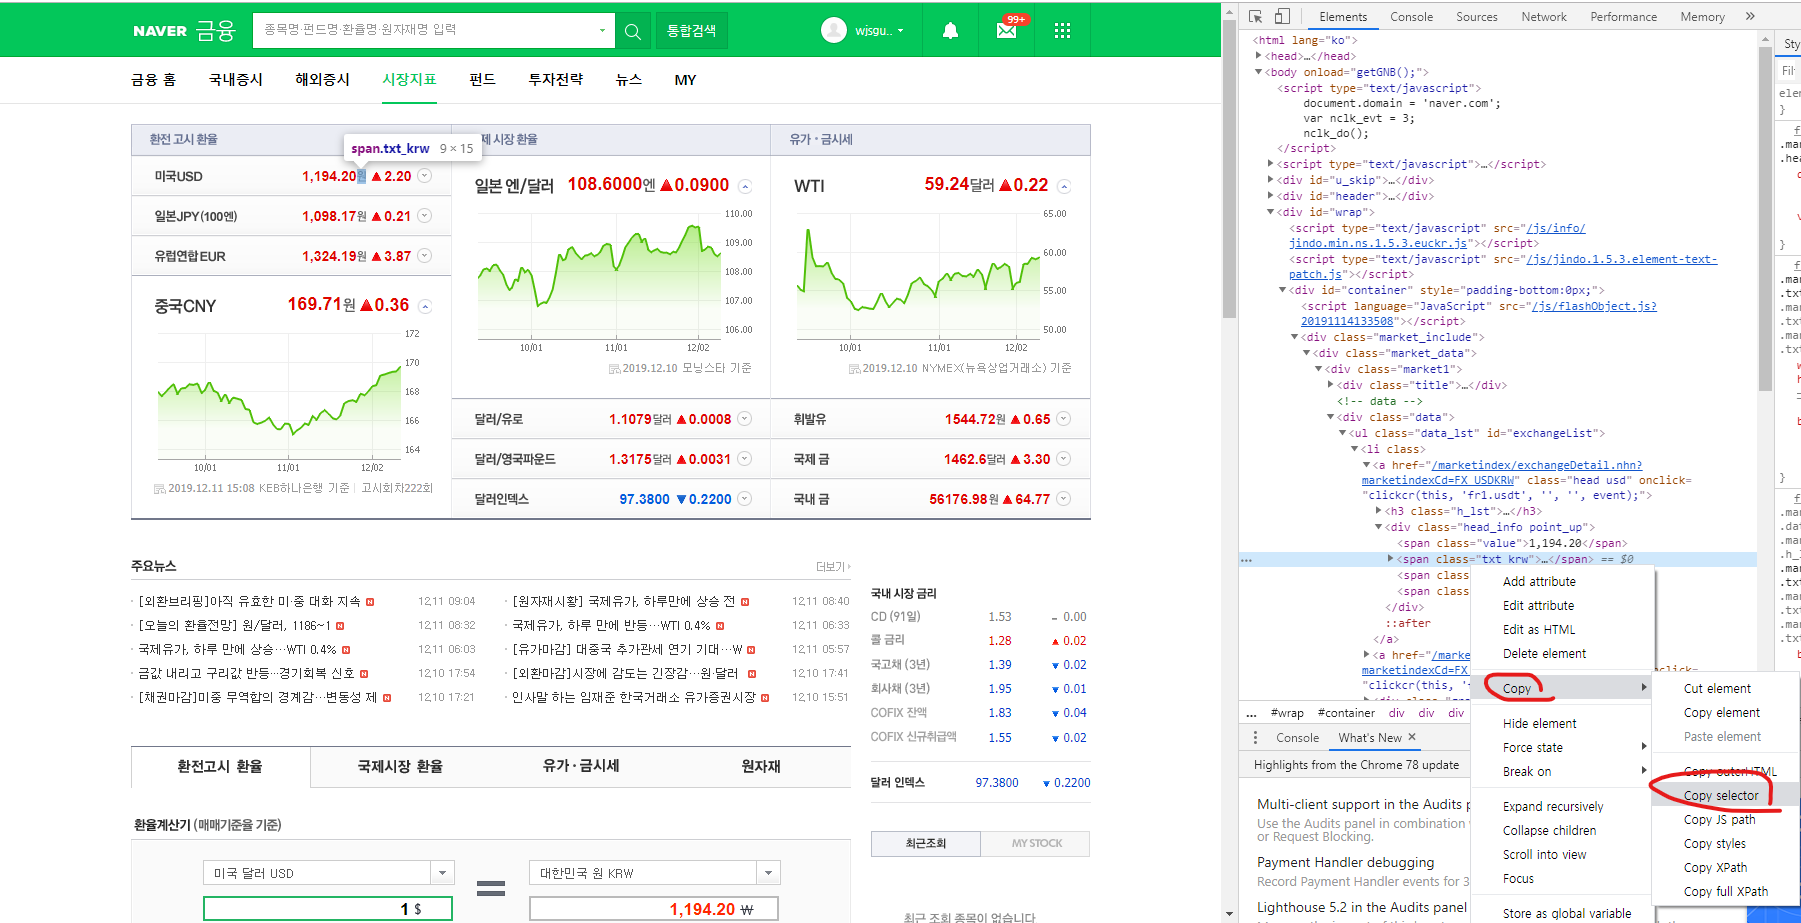 NAVER 금융
종목명·펀드명·환율명·원자재명 입력
통합검색
wjsgu..
99+
금융 홈 국내증시 해외증시 시장지표 펀드 투자전략 뉴스 MY
환전 고시 환율
제 시장 환율
유가·금시세
span.txt_krw 9 × 15
미국USD 1,194.20원 ▲2.20
일본JPY(100엔) 1,098.17원 ▲0.21
유럽연합EUR 1,324.19원 ▲3.87
중국CNY 169.71원 ▲0.36
172
170
168
166
164
10/01 11/01 12/02
2019.12.11 15:08 KEB하나은행 기준 고시회차222회
일본 엔/달러 108.6000엔 ▲0.0900
110.00
109.00
108.00
107.00
106.00
10/01 11/01 12/02
2019.12.10 모닝스타 기준
달러/유로 1.1079달러 ▲0.0008
달러/영국파운드 1.3175달러 ▲0.0031
달러인덱스 97.3800 ▼0.2200
WTI 59.24달러 ▲0.22
65.00
60.00
55.00
50.00
10/01 11/01 12/02
2019.12.10 NYMEX(뉴욕상업거래소) 기준
휘발유 1544.72원 ▲0.65
국제 금 1462.6달러 ▲3.30
국내 금 56176.98원 ▲64.77
주요뉴스 더보기
[외환브리핑]아직 유효한 미·중 대화 지속 12.11 09:04
[오늘의 환율전망] 원/달러, 1186~1 12.11 08:32
국제유가, 하루 만에 상승…WTI 0.4% 12.11 06:03
금값 내리고 구리값 반등…경기회복 신호 12.10 17:54
[채권마감]미중 무역합의 경계감…변동성 제 12.10 17:21
[원자재시황] 국제유가, 하루만에 상승 전 12.11 08:40
국제유가, 하루 만에 반등…WTI 0.4% 12.11 06:33
[유가마감] 대중국 추가관세 연기 기대…W 12.11 05:57
[외환마감]시장에 감도는 긴장감…원·달러 12.10 17:41
인사말 하는 임재준 한국거래소 유가증권시장 12.10 15:51
국내 시장 금리
CD (91일) 1.53 - 0.00
콜 금리 1.28 ▲ 0.02
국고채 (3년) 1.39 ▼ 0.02
회사채 (3년) 1.95 ▼ 0.01
COFIX 잔액 1.83 ▼ 0.04
COFIX 신규취급액 1.55 ▼ 0.02
달러 인덱스 97.3800 ▼ 0.2200
최근조회 MY STOCK
최근 조회 종목이 없습니다
환전고시 환율 국제시장 환율 유가·금시세 원자재
환율계산기 (매매기준율 기준)
미국 달러 USD
대한민국 원 KRW
1 $
1,194.20 ₩
Elements Console Sources Network Performance Memory »
<html lang="ko">
<head>…</head>
<body onload="getGNB();">
<script type="text/javascript">
document.domain = 'naver.com';
var nclk_evt = 3;
nclk_do();
</script>
<script type="text/javascript">…</script>
<div id="u_skip">…</div>
<div id="header">…</div>
<div id="wrap">
<script type="text/javascript" src="/js/info/
jindo.min.ns.1.5.3.euckr.js"></script>
<script type="text/javascript" src="/js/jindo.1.5.3.element-text-
patch.js"></script>
<div id="container" style="padding-bottom:0px;">
<script language="JavaScript" src="/js/flashObject.js?
20191114133508"></script>
<div class="market_include">
<div class="market_data">
<div class="market1">
<div class="title">…</div>
<!-- data -->
<div class="data">
<ul class="data_lst" id="exchangeList">
<li class>
<a href="/marketindex/exchangeDetail.nhn?
marketindexCd=FX_USDKRW" class="head usd" onclick=
"clickcr(this, 'fr1.usdt', '', '', event);">
<h3 class="h_lst">…</h3>
<div class="head_info point_up">
<span class="value">1,194.20</span>
<span class="txt_krw">…</span> == $0
<span class=
<span class=
</div>
::after
</a>
<a href="/marke
marketindexCd=FX
"clickcr(this, '
nclick=
Add attribute
Edit attribute
Edit as HTML
Delete element
Copy
Hide element
Force state
Break on
Expand recursively
Collapse children
Scroll into view
Focus
Store as global variable
Cut element
Copy element
Paste element
Copy outerHTML
Copy selector
Copy JS path
Copy styles
Copy XPath
Copy full XPath
... #wrap #container div div div
Console What's New ×
Highlights from the Chrome 78 update
Multi-client support in the Audits p
Use the Audits panel in combination
or Request Blocking.
Payment Handler debugging
Record Payment Handler events for 3
Lighthouse 5.2 in the Audits panel
Sty
Fil
elem
}